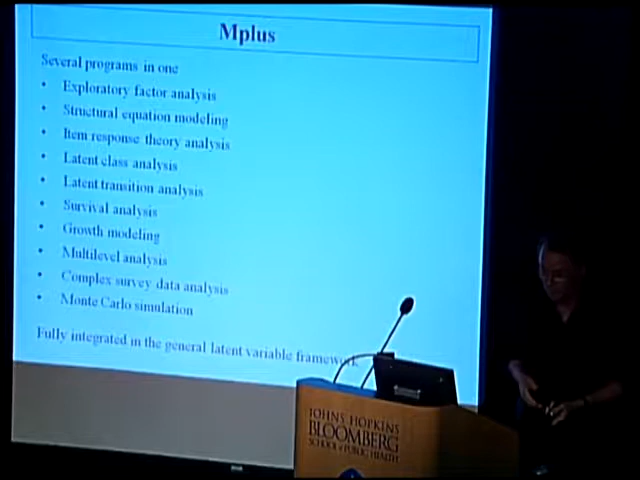 Mplus
Several programs in one
• Exploratory factor analysis
• Structural equation modeling
• Item response theory analysis
• Latent class analysis
• Latent transition analysis
• Survival analysis
• Growth modeling
• Multilevel analysis
• Complex survey data analysis
• Monte Carlo simulation
Fully integrated in the general latent variable framework
JOHNS HOPKINS
BLOOMBERG
SCHOOL of PUBLIC HEALTH